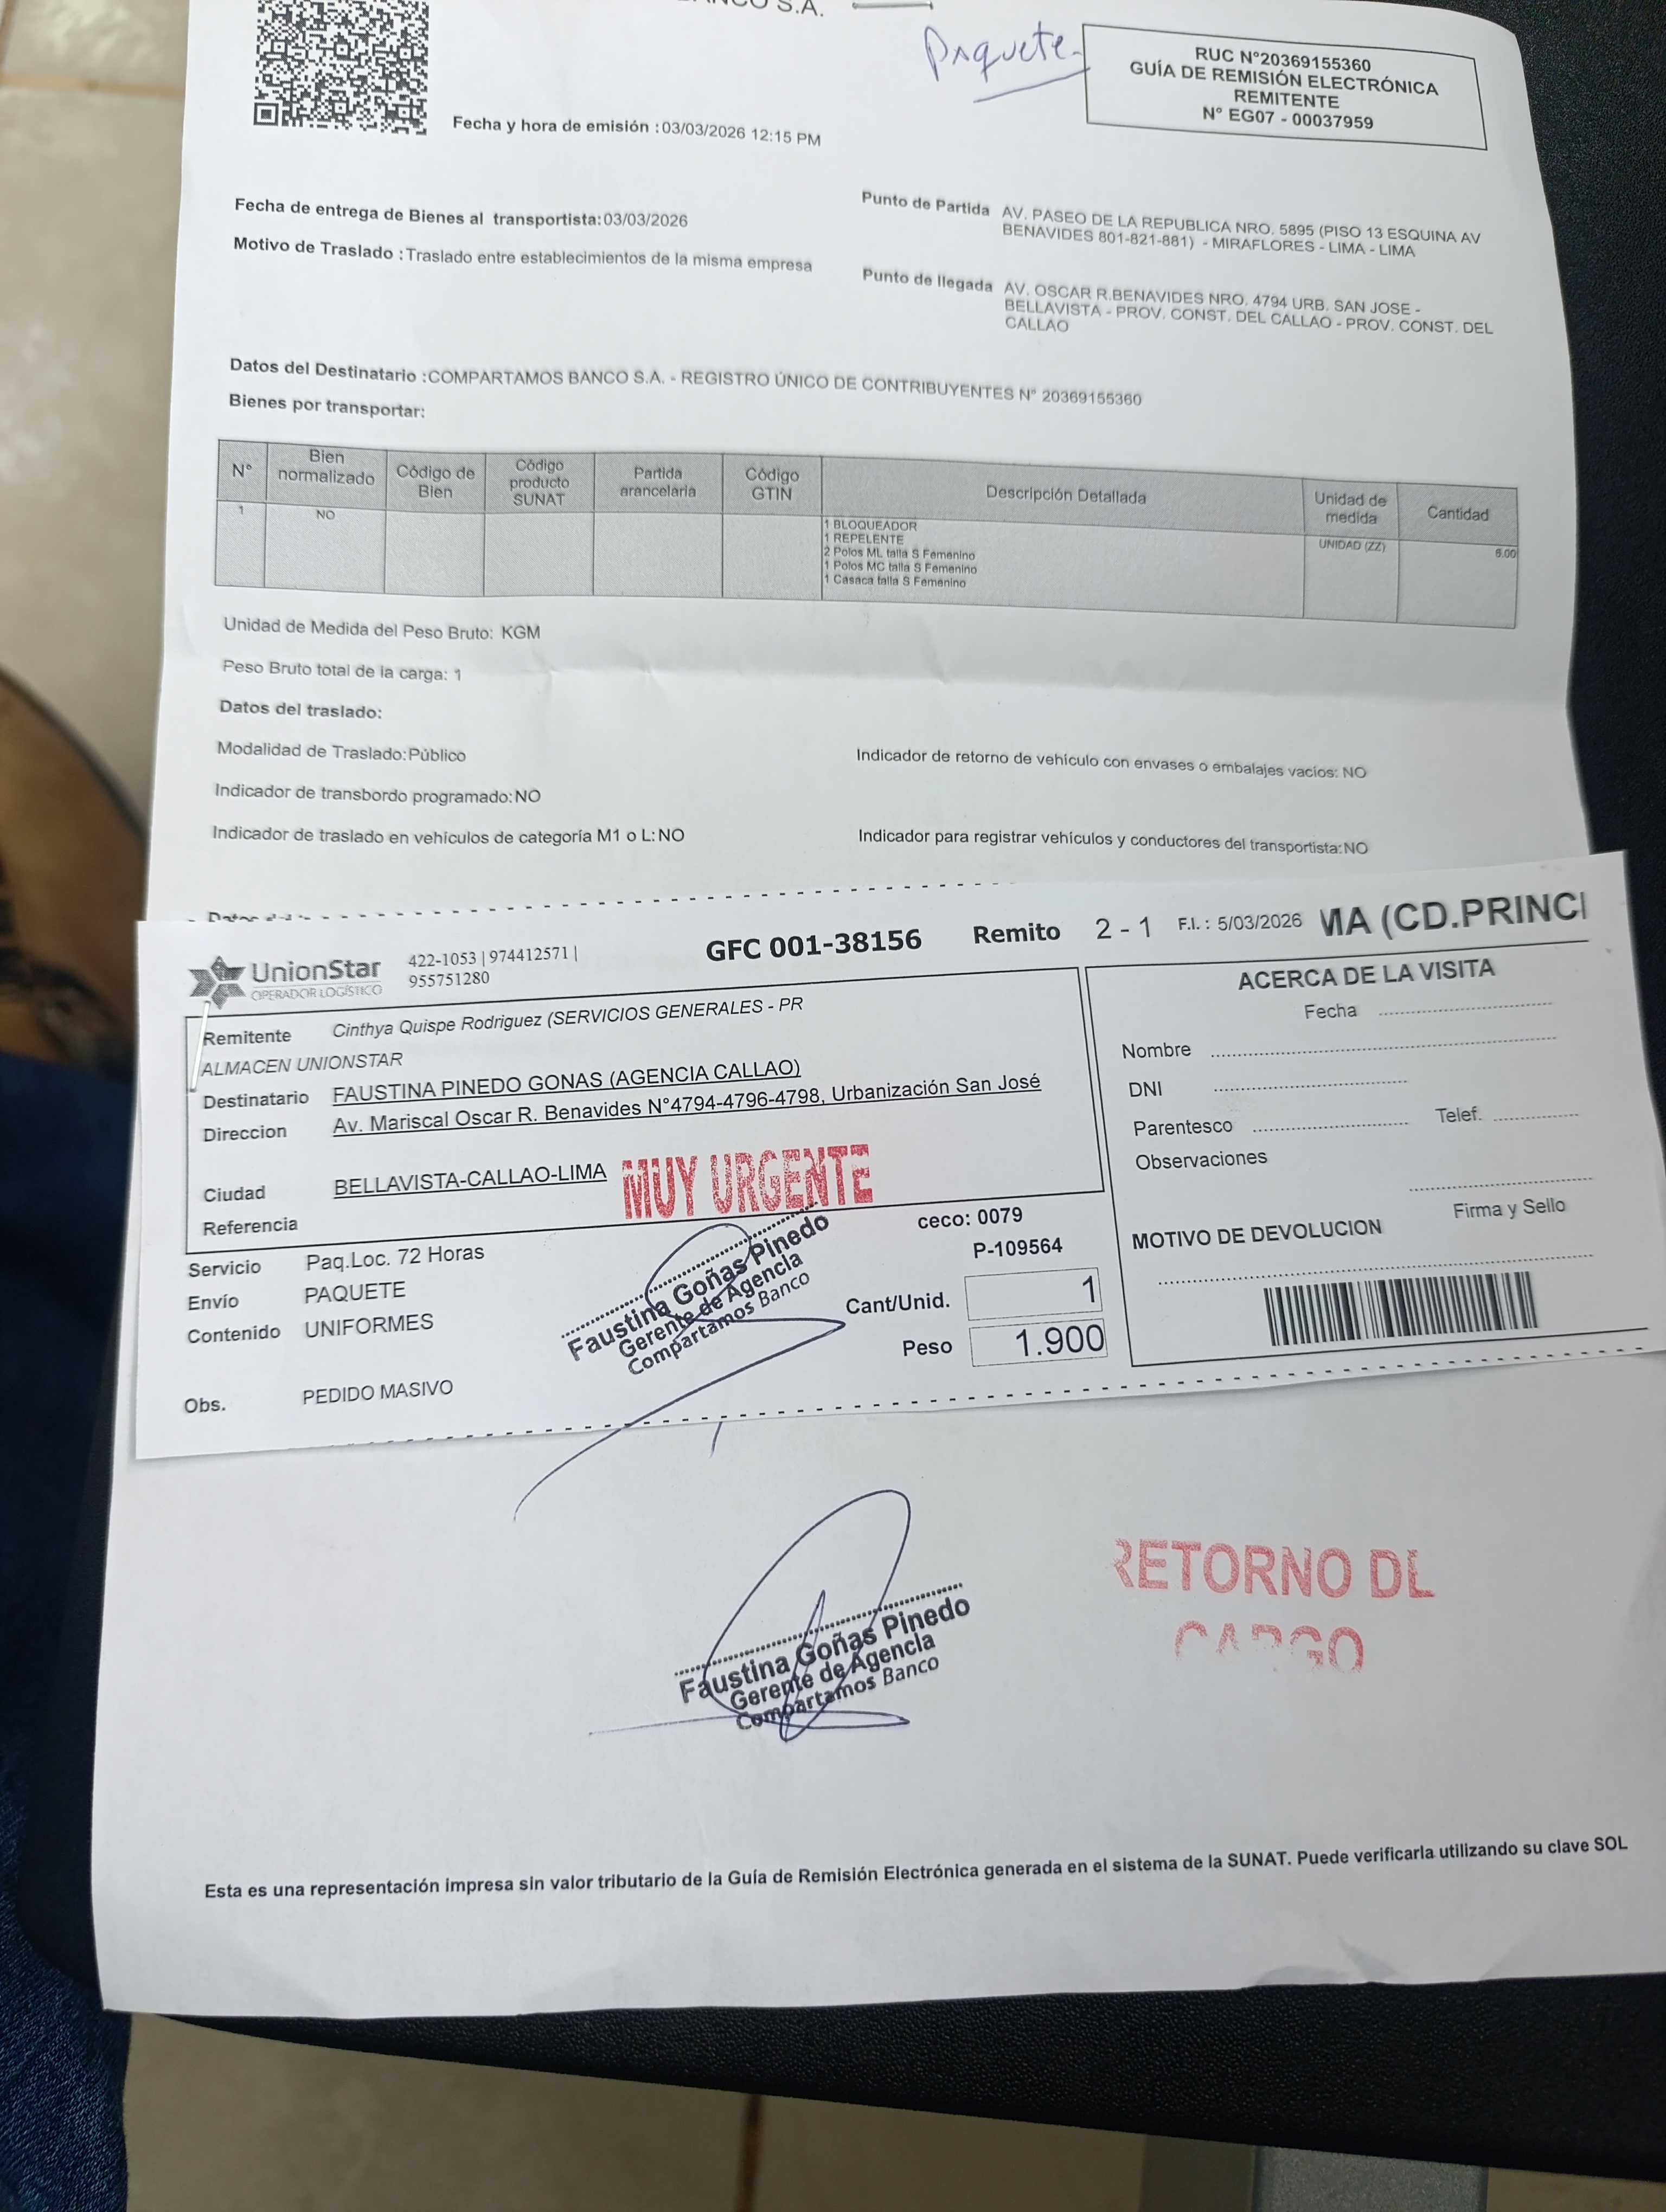 S.A.
Paquete
RUC N°20369155360
GUÍA DE REMISIÓN ELECTRÓNICA
REMITENTE
N° EG07 - 00037959
Fecha y hora de emisión :03/03/2026 12:15 PM
Fecha de entrega de Bienes al transportista:03/03/2026
Motivo de Traslado :Traslado entre establecimientos de la misma empresa
Punto de Partida AV. PASEO DE LA REPUBLICA NRO. 5895 (PISO 13 ESQUINA AV
BENAVIDES 801-821-881) - MIRAFLORES - LIMA - LIMA
Punto de llegada AV. OSCAR R.BENAVIDES NRO. 4794 URB. SAN JOSE -
BELLAVISTA - PROV. CONST. DEL CALLAO - PROV. CONST. DEL
CALLAO
Datos del Destinatario :COMPARTAMOS BANCO S.A. - REGISTRO ÚNICO DE CONTRIBUYENTES N° 20369155360
Bienes por transportar:
N° Bien normalizado Código de Bien Código producto SUNAT Partida arancelaria Código GTIN Descripción Detallada Unidad de medida Cantidad
1 NO 1 BLOQUEADOR UNIDAD (ZZ) 6.00
1 REPELENTE
2 Polos ML talla S Femenino
1 Polos MC talla S Femenino
1 Casaca talla S Femenino
Unidad de Medida del Peso Bruto: KGM
Peso Bruto total de la carga: 1
Datos del traslado:
Modalidad de Traslado:Público
Indicador de retorno de vehículo con envases o embalajes vacíos: NO
Indicador de transbordo programado:NO
Indicador de traslado en vehículos de categoría M1 o L:NO
Indicador para registrar vehículos y conductores del transportista:NO
UnionStar
OPERADOR LOGÍSTICO
422-1053 | 974412571 |
955751280
GFC 001-38156 Remito 2 - 1 F.I. : 5/03/2026 MA (CD.PRINCI
Remitente Cinthya Quispe Rodriguez (SERVICIOS GENERALES - PR
ALMACEN UNIONSTAR
Destinatario FAUSTINA PINEDO GONAS (AGENCIA CALLAO)
Direccion Av. Mariscal Oscar R. Benavides N°4794-4796-4798, Urbanización San José
Ciudad BELLAVISTA-CALLAO-LIMA
MUY URGENTE
Referencia
Servicio Paq.Loc. 72 Horas
Envío PAQUETE
Contenido UNIFORMES
Obs. PEDIDO MASIVO
Faustina Goñas Pinedo
Gerente de Agencia
Compartamos Banco
ceco: 0079
P-109564
Cant/Unid. 1
Peso 1.900
ACERCA DE LA VISITA
Fecha
Nombre
DNI
Parentesco Telef.
Observaciones
Firma y Sello
MOTIVO DE DEVOLUCION
Faustina Goñas Pinedo
Gerente de Agencia
Compartamos Banco
RETORNO DE
CARGO
Esta es una representación impresa sin valor tributario de la Guía de Remisión Electrónica generada en el sistema de la SUNAT. Puede verificarla utilizando su clave SOL